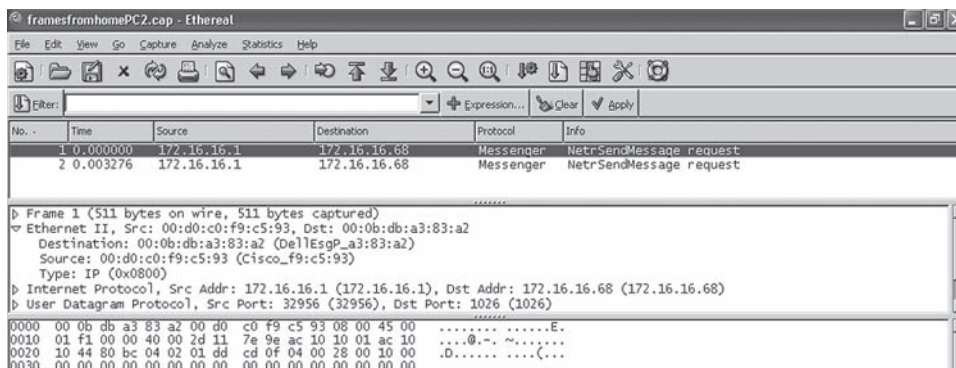 framesfromhomePC2.cap - Ethereal
File Edit View Go Capture Analyze Statistics Help
Filter: Expression... Clear Apply
No. - Time Source Destination Protocol Info
1 0.000000 172.16.16.1 172.16.16.68 Messenger NetrSendMessage request
2 0.003276 172.16.16.1 172.16.16.68 Messenger NetrSendMessage request
Frame 1 (511 bytes on wire, 511 bytes captured)
Ethernet II, Src: 00:d0:c0:f9:c5:93, Dst: 00:0b:db:a3:83:a2
Destination: 00:0b:db:a3:83:a2 (DellEsgP_a3:83:a2)
Source: 00:d0:c0:f9:c5:93 (Cisco_f9:c5:93)
Type: IP (0x0800)
Internet Protocol, Src Addr: 172.16.16.1 (172.16.16.1), Dst Addr: 172.16.16.68 (172.16.16.68)
User Datagram Protocol, Src Port: 32956 (32956), Dst Port: 1026 (1026)
0000 00 0b db a3 83 a2 00 d0 c0 f9 c5 93 08 00 45 00 ........ ......E.
0010 01 f1 00 00 40 00 2d 11 7e 9e ac 10 10 01 ac 10 ....@.-. ~.......
0020 10 44 80 bc 04 02 01 dd cd 0f 04 00 28 00 10 00 .D...... ....(...
0030 00 00 00 00 00 00 00 00 00 00 00 00 00 00 00 00